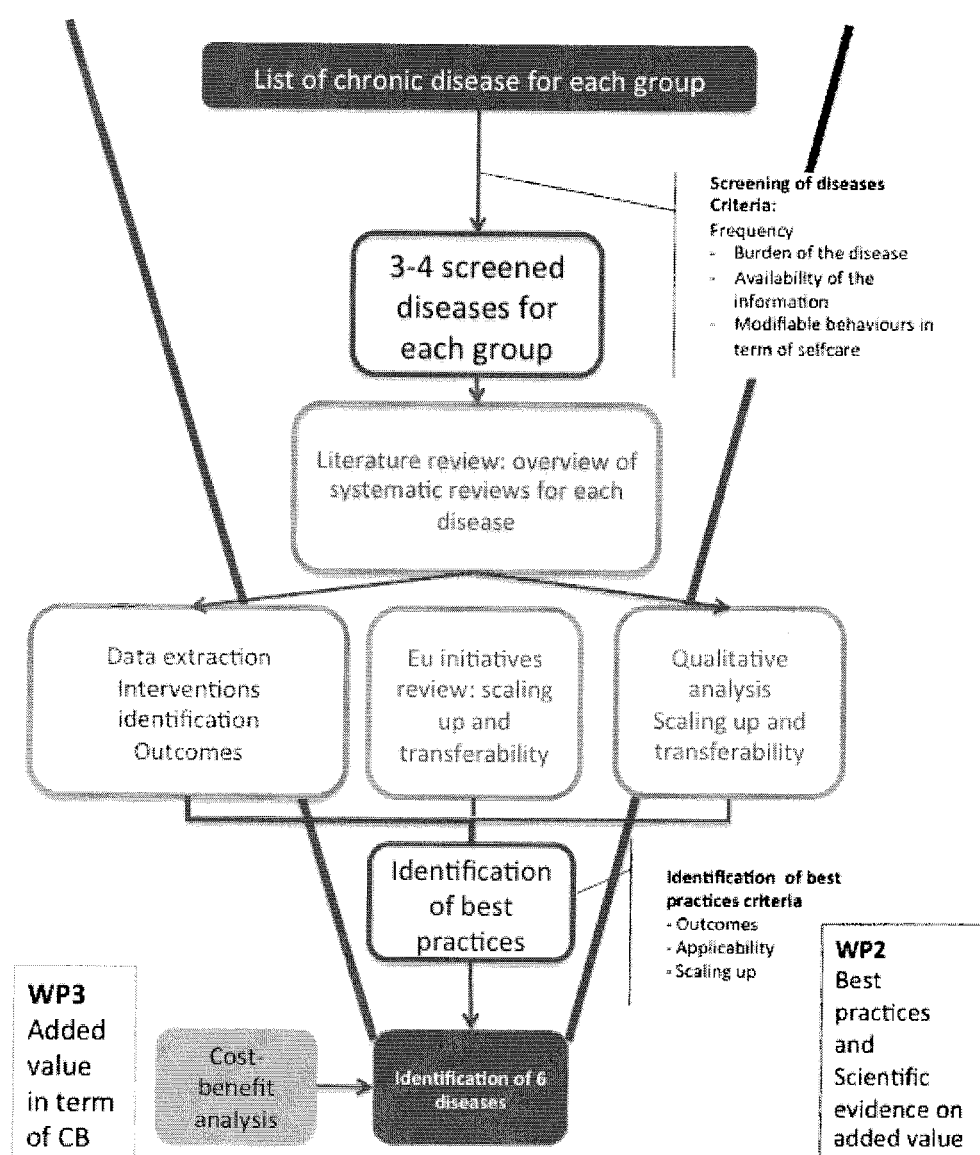 List of chronic disease for each group
Screening of diseases
Criteria:
Frequency
- Burden of the disease
- Availability of the
information
- Modifiable behaviours in
term of selfcare
3-4 screened
diseases for
each group
Literature review: overview of
systematic reviews for each
disease
Data extraction
Interventions
identification
Outcomes
Eu initiatives
review: scaling
up and
transferability
Qualitative
analysis
Scaling up and
transferability
Identification
of best
practices
Identification of best
practices criteria
- Outcomes
- Applicability
- Scaling up
WP3
Added
value
in term
of CB
Cost-
benefit
analysis
Identification of 6
diseases
WP2
Best
practices
and
Scientific
evidence on
added value